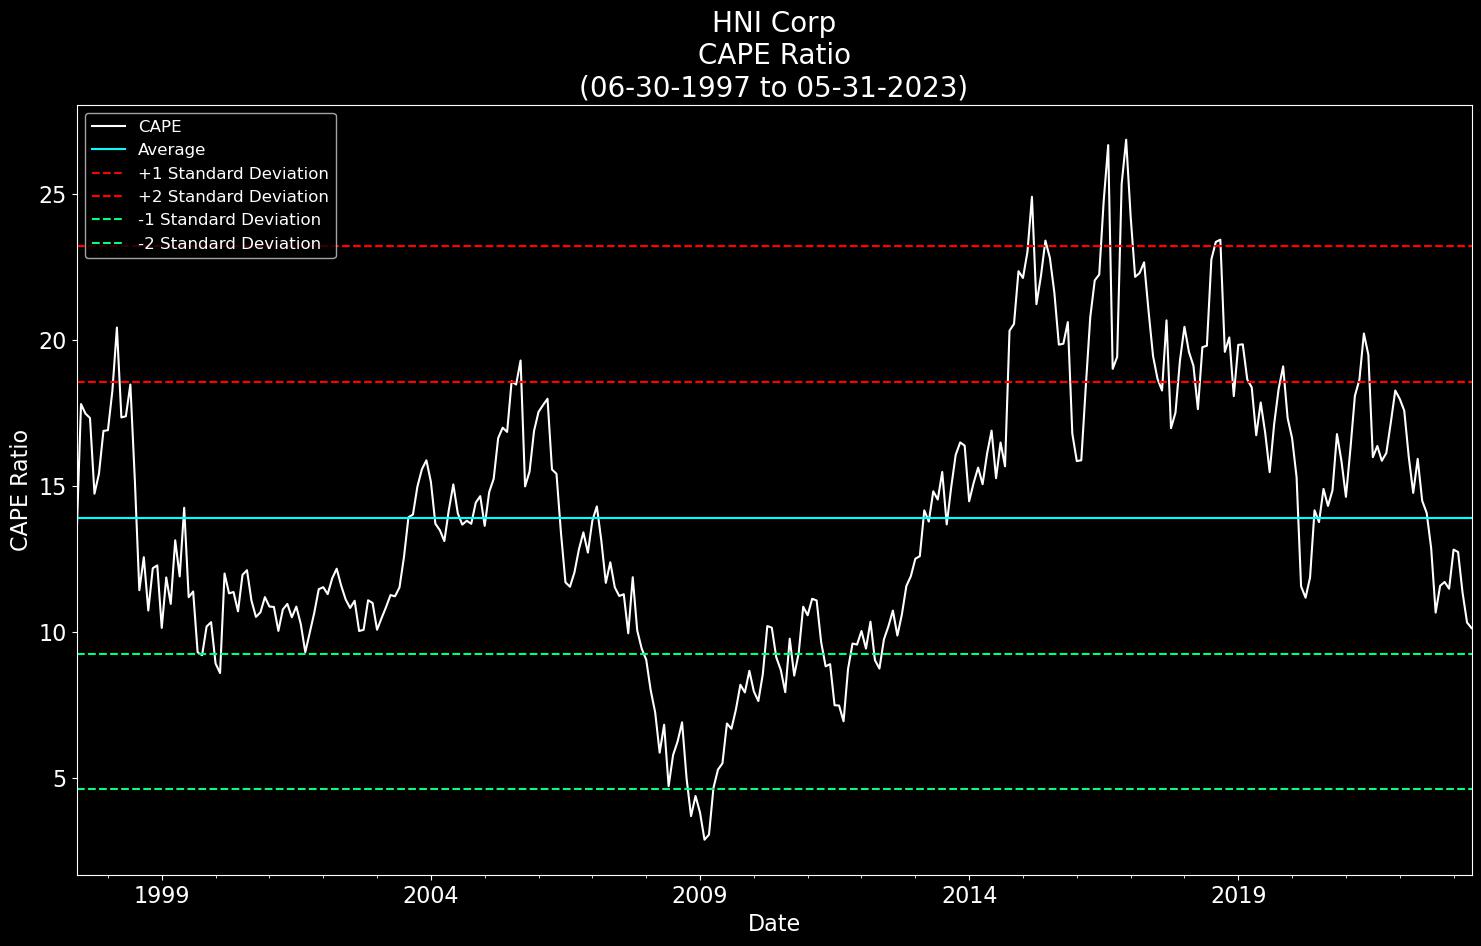 HNI Corp
CAPE Ratio
(06-30-1997 to 05-31-2023)
CAPE
Average
+1 Standard Deviation
+2 Standard Deviation
-1 Standard Deviation
-2 Standard Deviation
25
20
15
10
5
CAPE Ratio
1999
2004
2009
2014
2019
Date